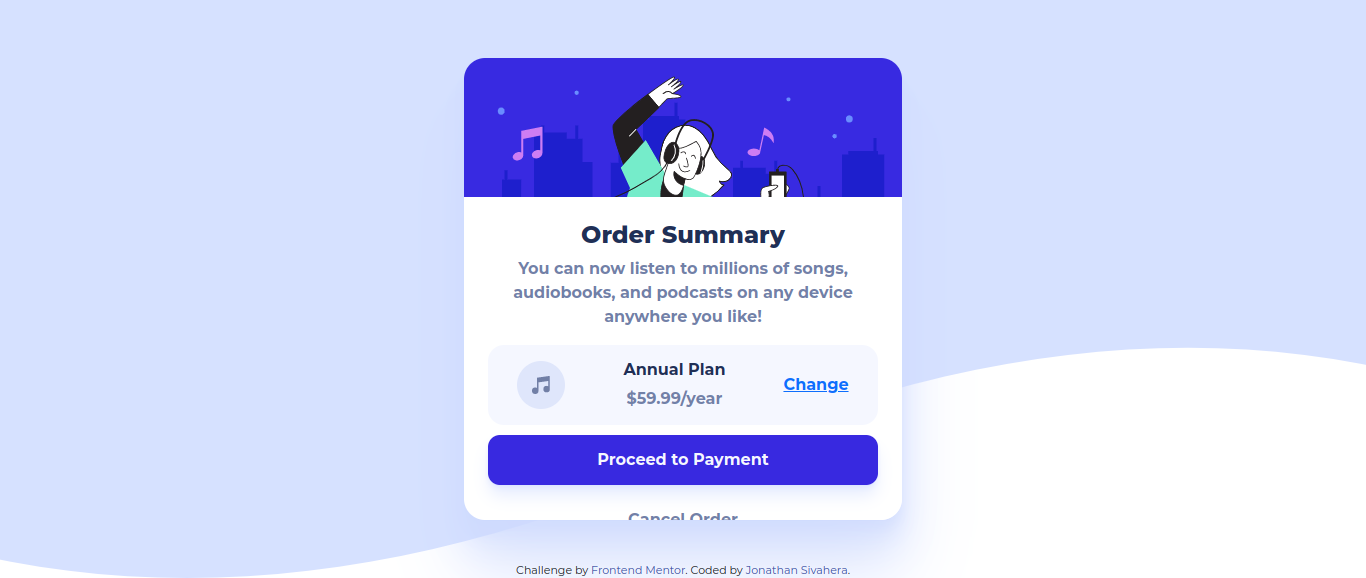 Order Summary
You can now listen to millions of songs,
audiobooks, and podcasts on any device
anywhere you like!
Annual Plan
$59.99/year
Change
Proceed to Payment
Cancel Order
Challenge by Frontend Mentor. Coded by Jonathan Sivahera.